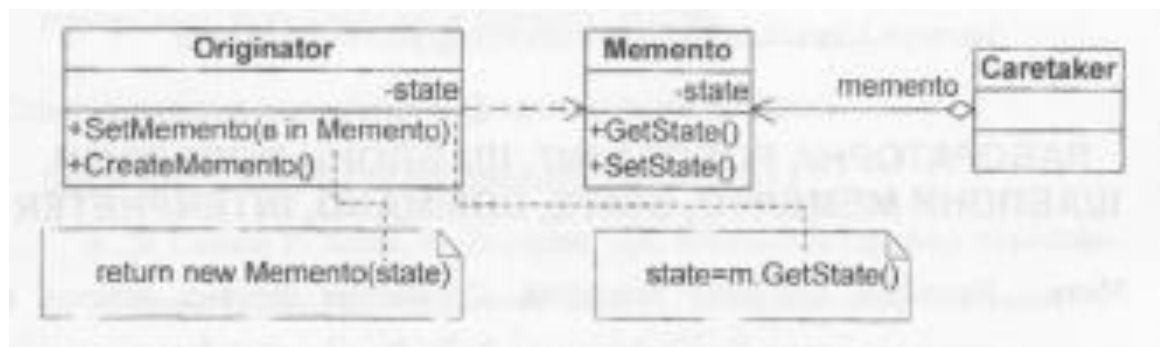 Originator
-state
+SetMemento(в in Memento)
+CreateMemento()
Memento
-state
+GetState()
+SetState()
memento
Caretaker
return new Memento(state)
state=m.GetState()